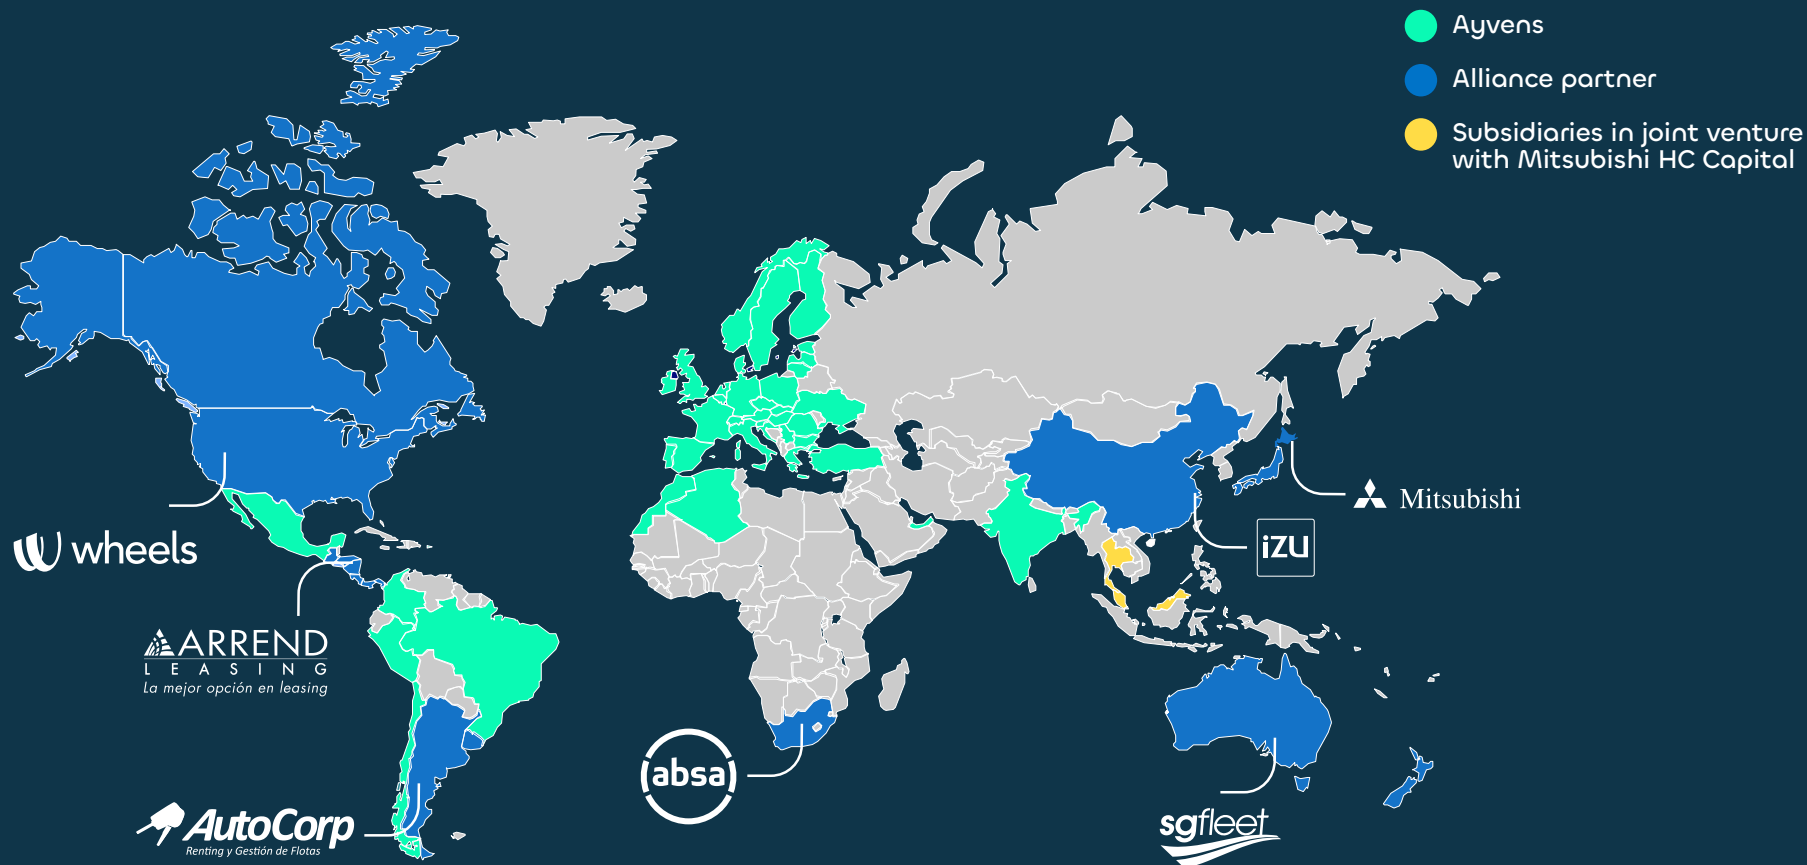 Ayvens
Alliance partner
Subsidiaries in joint venture
with Mitsubishi HC Capital
wheels
ARREND
LEASING
La mejor opción en leasing
AutoCorp
Renting y Gestión de Flotas
absa
Mitsubishi
iZU
sgfleet